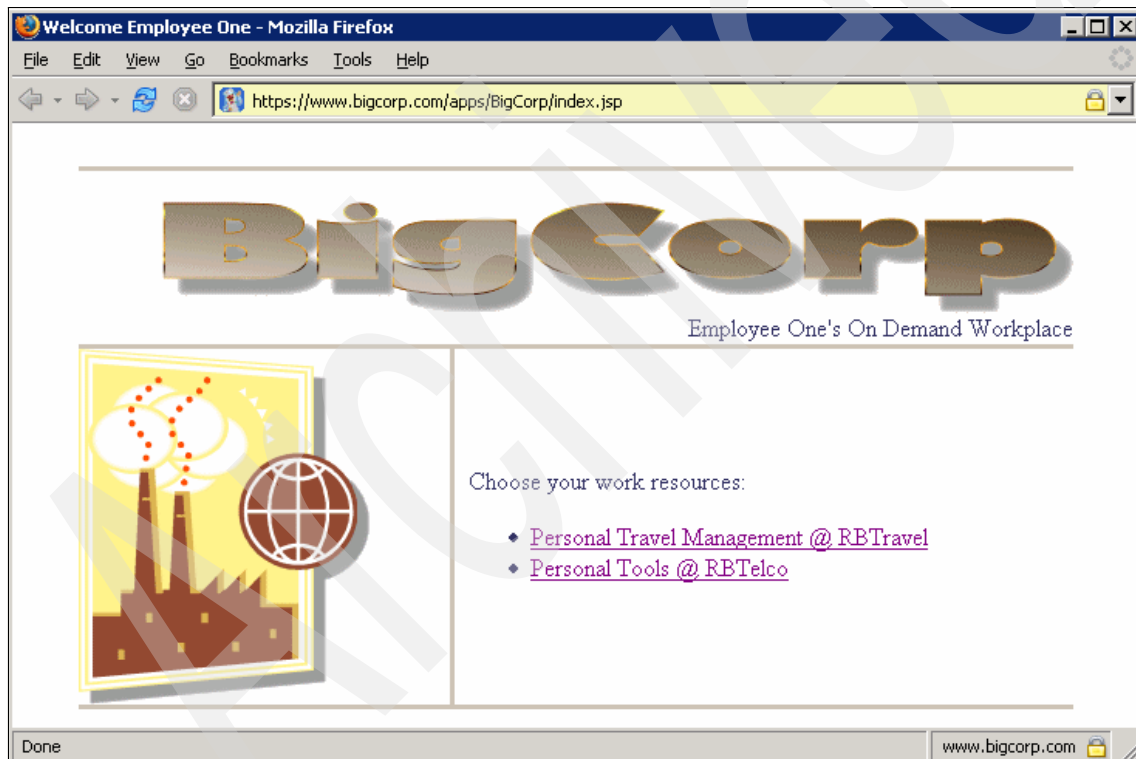 Welcome Employee One - Mozilla Firefox
File Edit View Go Bookmarks Tools Help
https://www.bigcorp.com/apps/BigCorp/index.jsp
BigCorp
Employee One's On Demand Workplace
Choose your work resources:
• Personal Travel Management @ RBTravel
• Personal Tools @ RBTelco
Done www.bigcorp.com